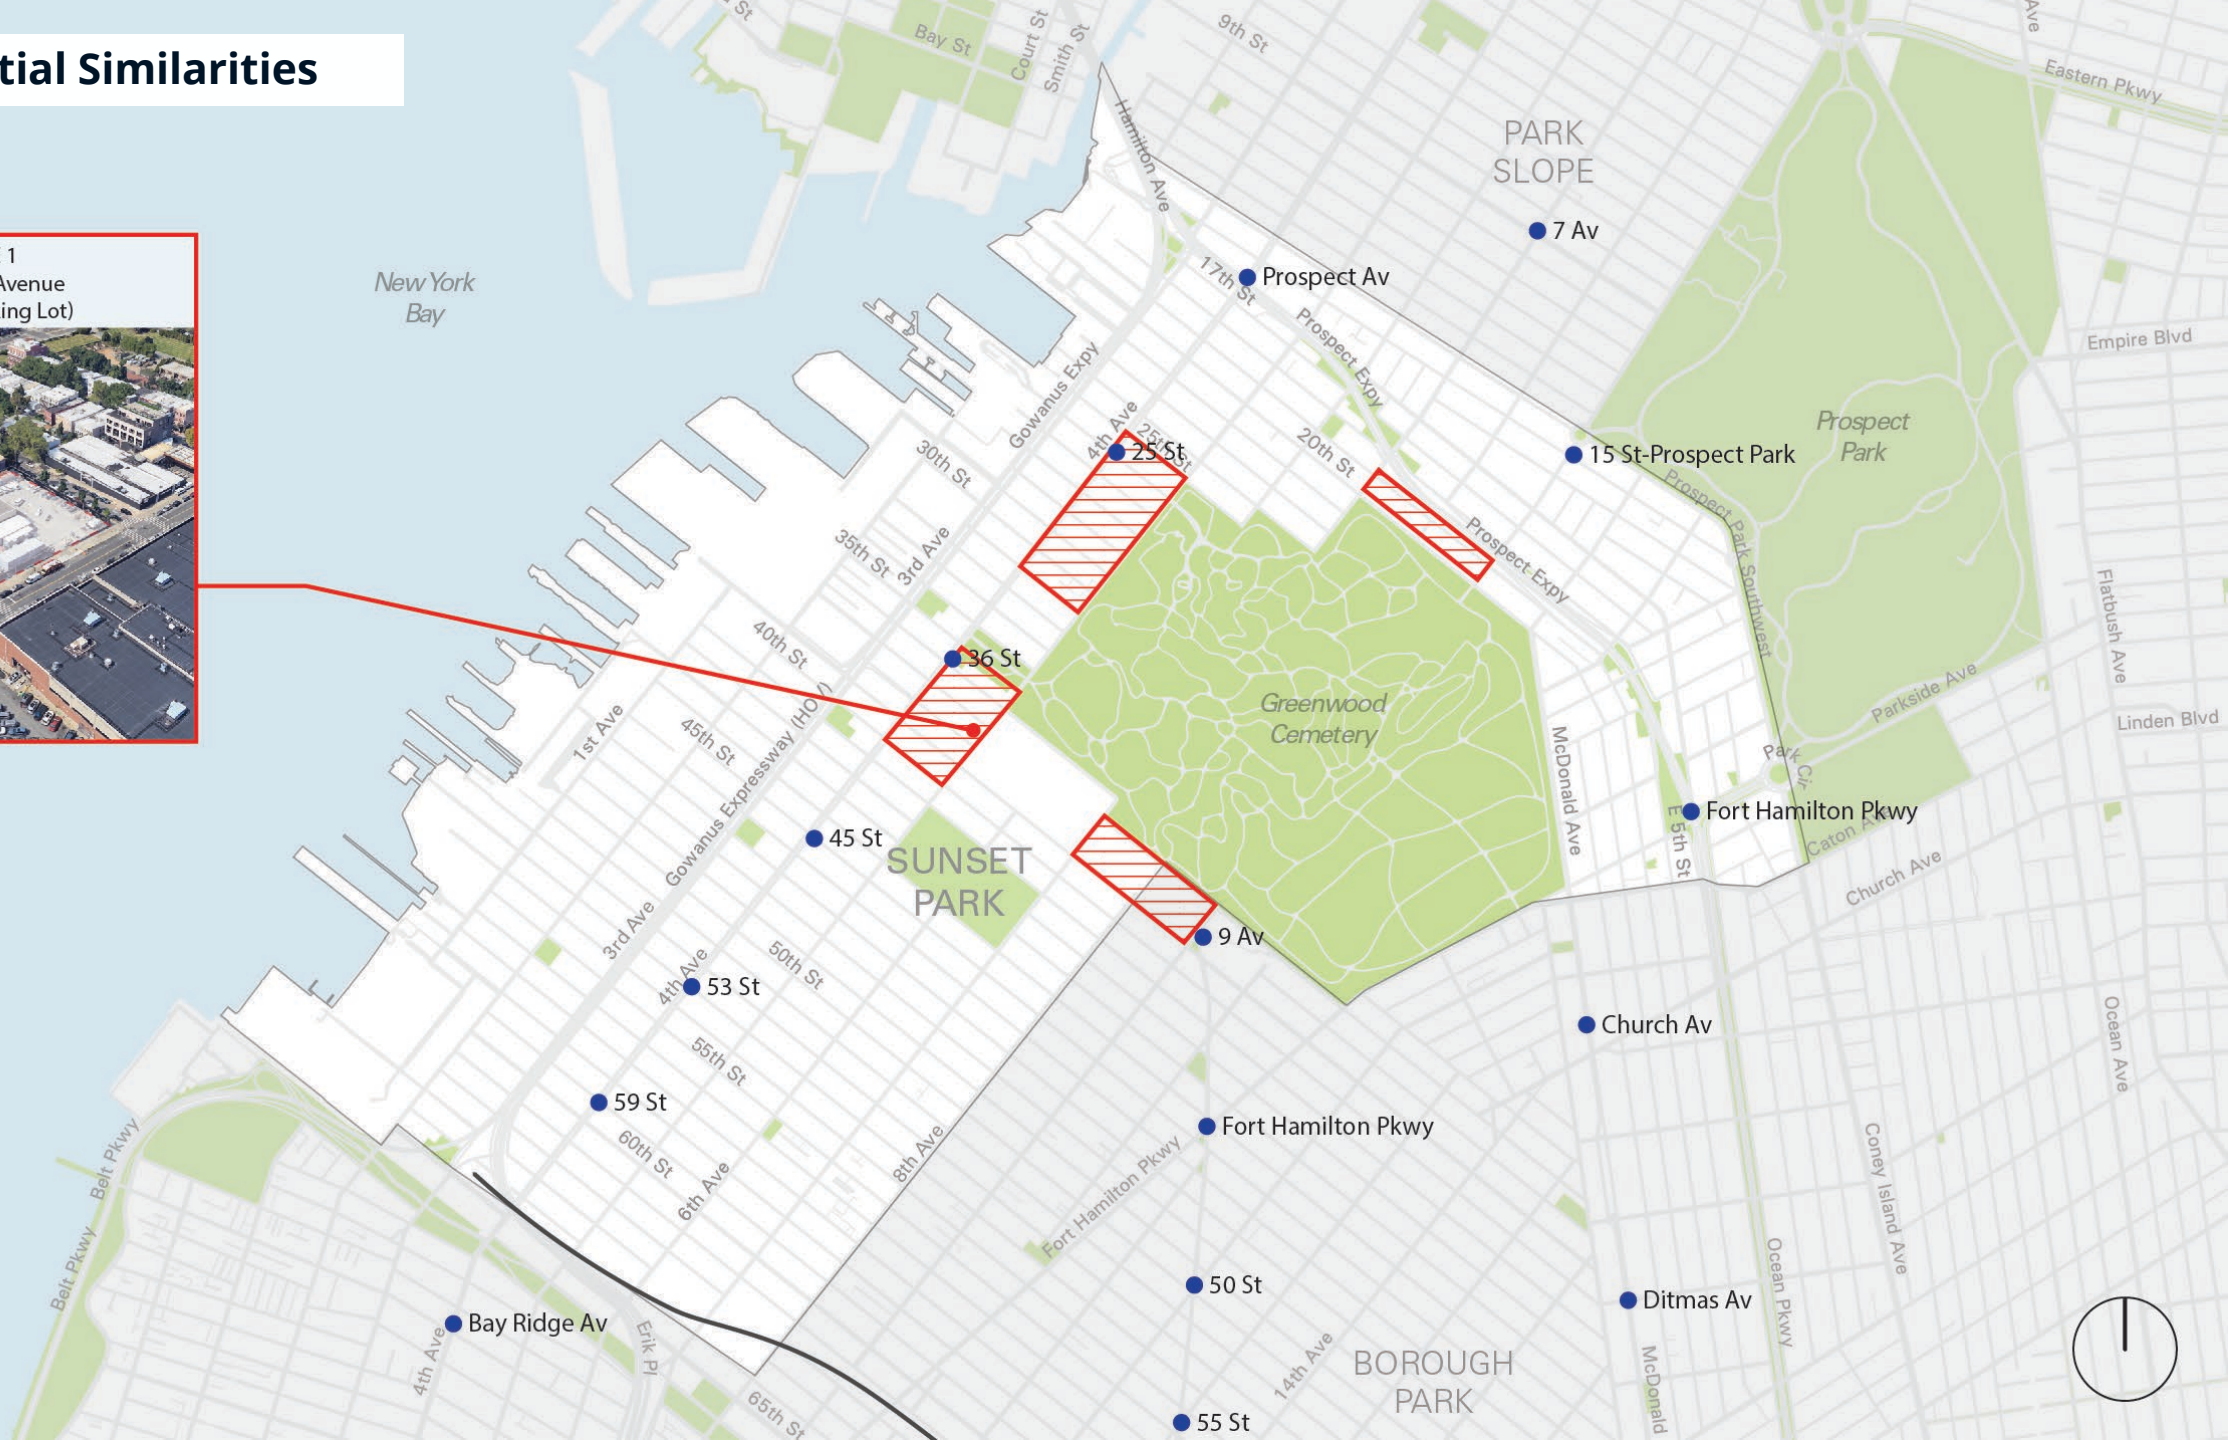 tial Similarities
1
Avenue
ing Lot)
New York
Bay
Bay St
Court St
Smith St
9th St
Hamilton Ave
PARK
SLOPE
7 Av
Eastern Pkwy
Ave
Prospect Av
17th St
Prospect Expy
Empire Blvd
Gowanus Expy
4th Ave
25th St
25 St
20th St
15 St-Prospect Park
Prospect
Park
30th St
35th St
3rd Ave
Prospect Expy
Prospect Park Southwest
Flatbush Ave
40th St
36 St
Greenwood
Cemetery
McDonald Ave
Parkside Ave
Linden Blvd
1st Ave
45th St
Gowanus Expressway (HOV)
Park Cir
45 St
SUNSET
PARK
E 5th St
Fort Hamilton Pkwy
Caton Ave
Church Ave
3rd Ave
4th Ave
53 St
50th St
9 Av
Church Av
Ocean Ave
55th St
59 St
60th St
6th Ave
8th Ave
Fort Hamilton Pkwy
Fort Hamilton Pkwy
Coney Island Ave
Belt Pkwy
Belt Pkwy
50 St
Ditmas Av
Ocean Pkwy
Bay Ridge Av
4th Ave
Erik Pl
65th St
14th Ave
BOROUGH
PARK
McDonald
55 St